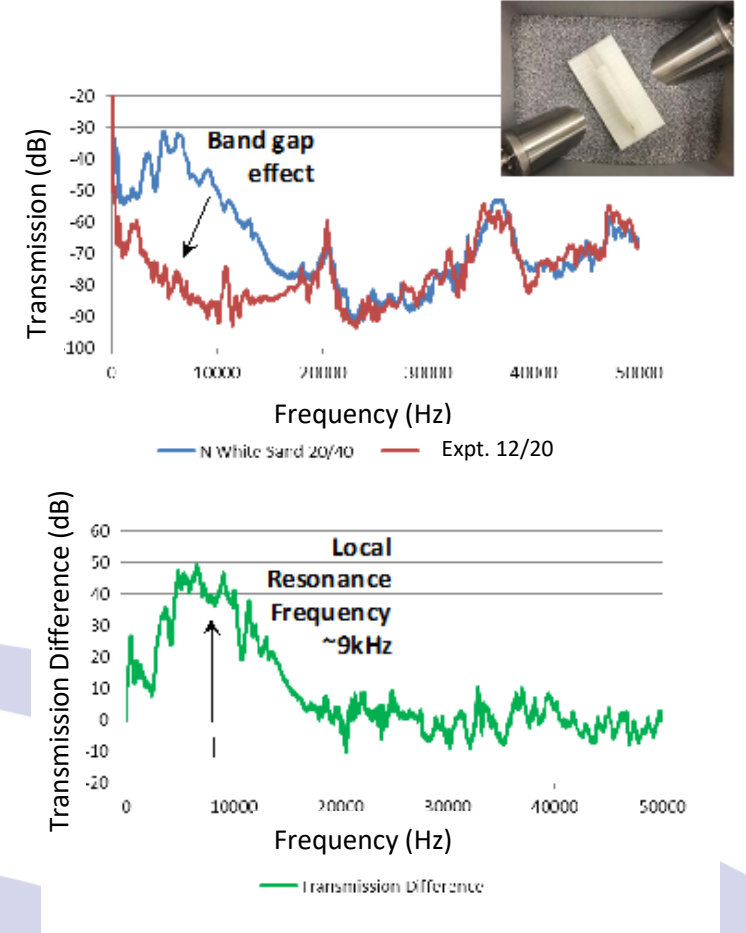 -20
-30
-40
-50
-60
-70
-80
-90
-100
Transmission (dB)
Band gap
effect
0
10000
20000
30000
40000
50000
Frequency (Hz)
N White Sand 20/40
Expt. 12/20
60
50
40
30
20
10
0
-10
-20
Transmission Difference (dB)
Local
Resonance
Frequency
~9kHz
0
10000
20000
30000
40000
50000
Frequency (Hz)
Transmission Difference